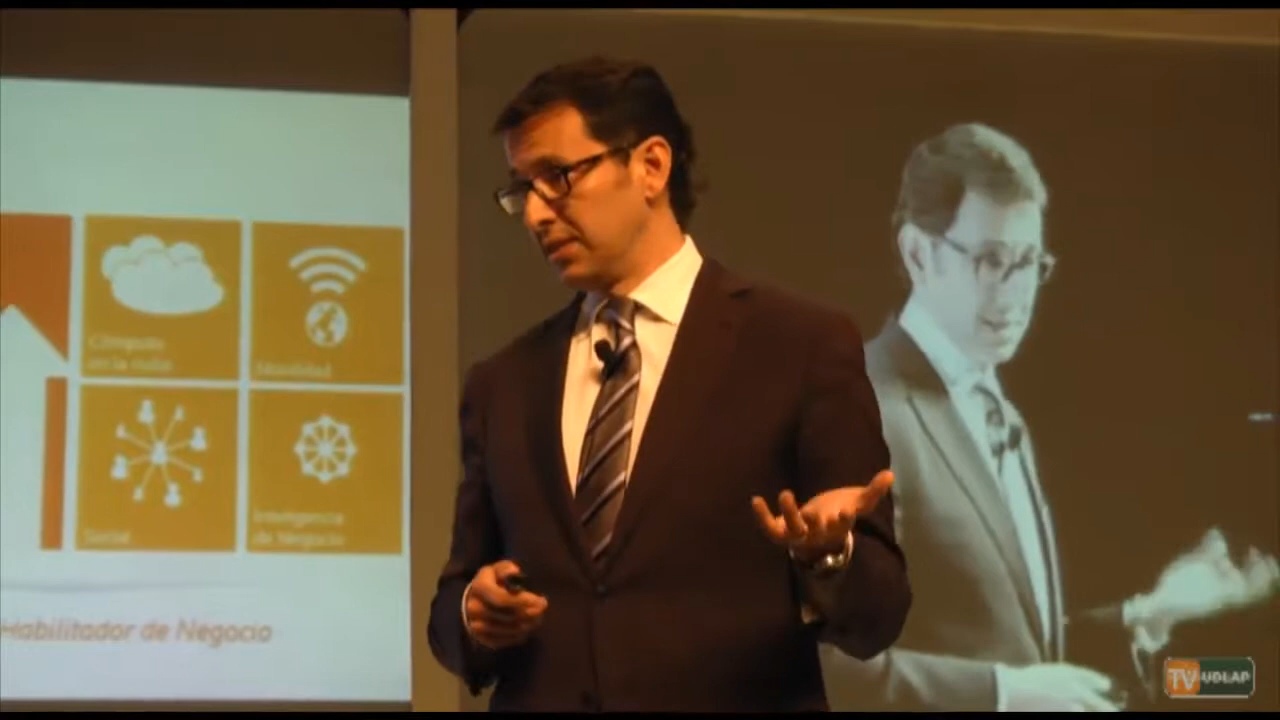 Cómputo
en la nube
Movilidad
Social
Inteligencia
de Negocio
Habilitador de Negocio
TV UDLAP